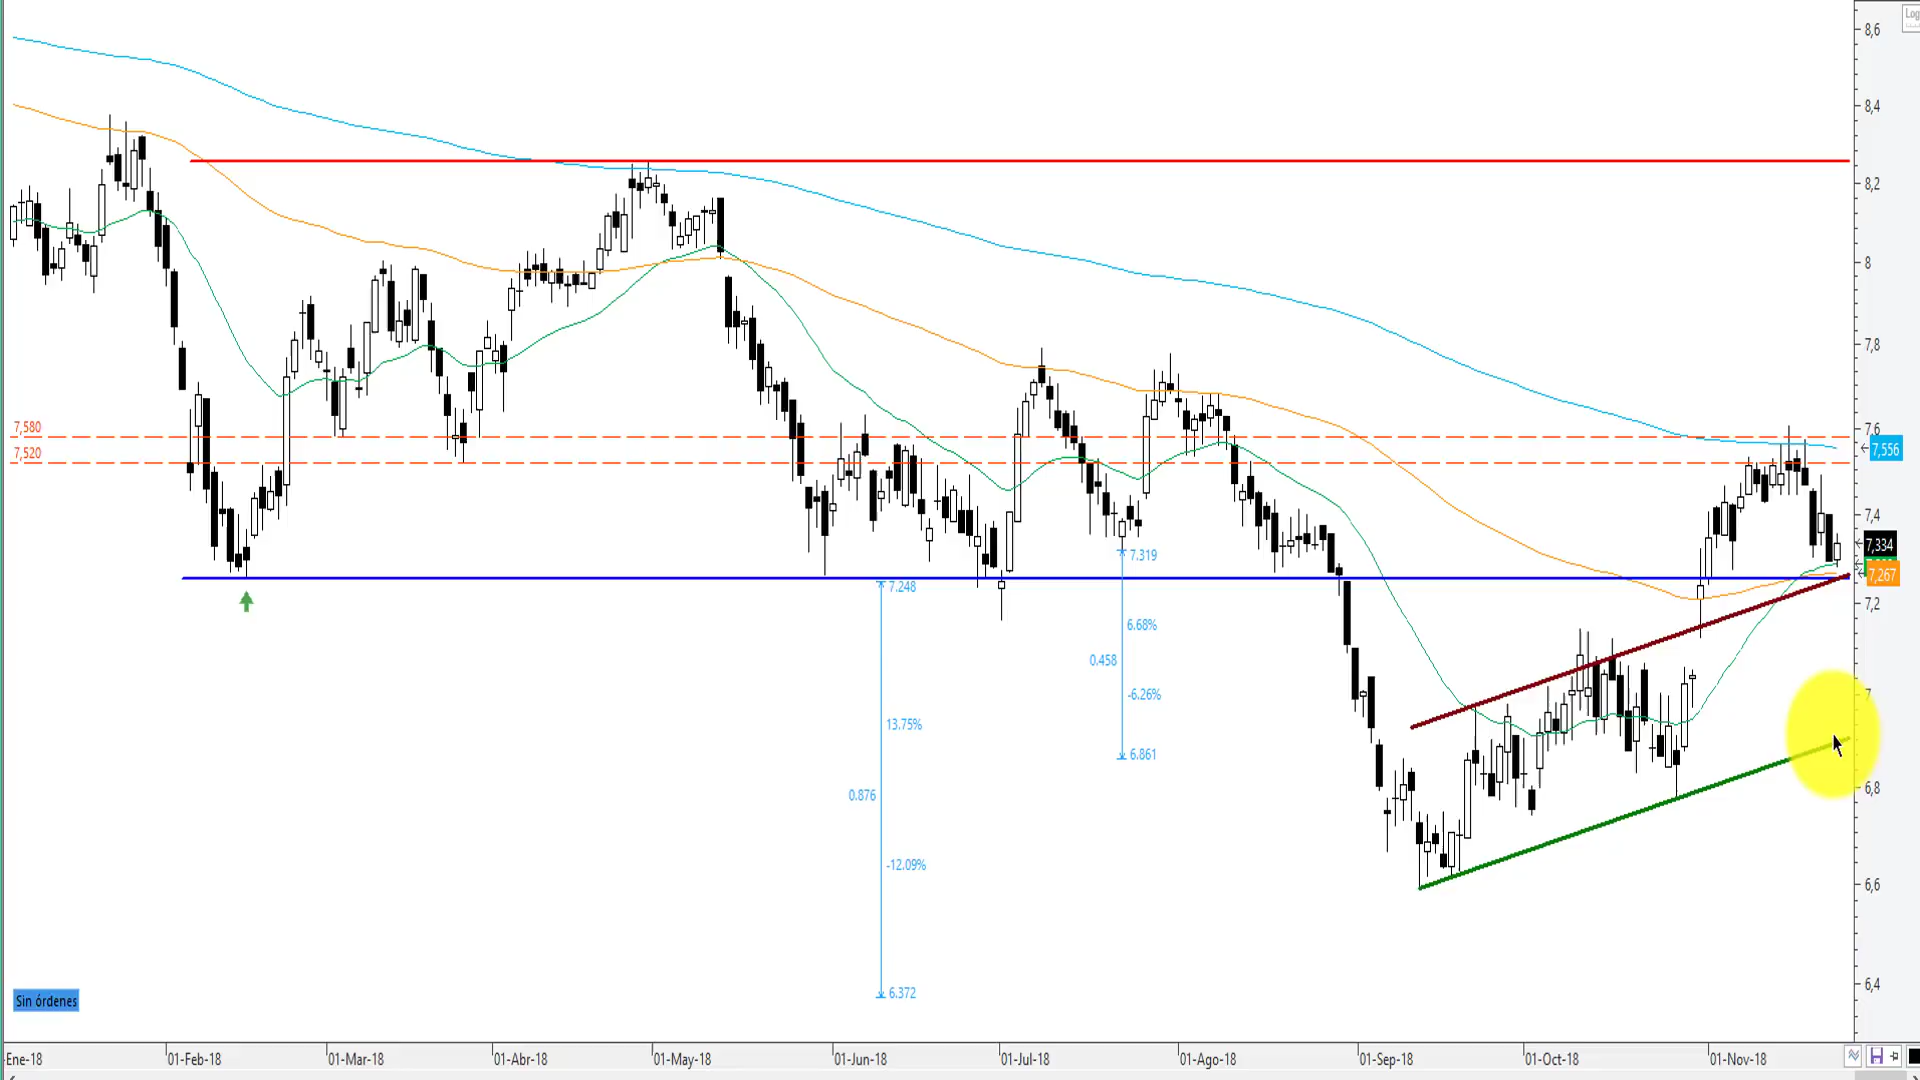 Log
8,6
8,4
8,2
8
7,8
7,580
7,6
7,520
7,556
7,4
7,334
7.319
7,267
7.248
7,2
6.68%
0.458
-6.26%
7
13.75%
6.861
0.876
6,8
-12.09%
6,6
6.372
6,4
Sin órdenes
-Ene-18
01-Feb-18
01-Mar-18
01-Abr-18
01-May-18
01-Jun-18
01-Jul-18
01-Ago-18
01-Sep-18
01-Oct-18
01-Nov-18